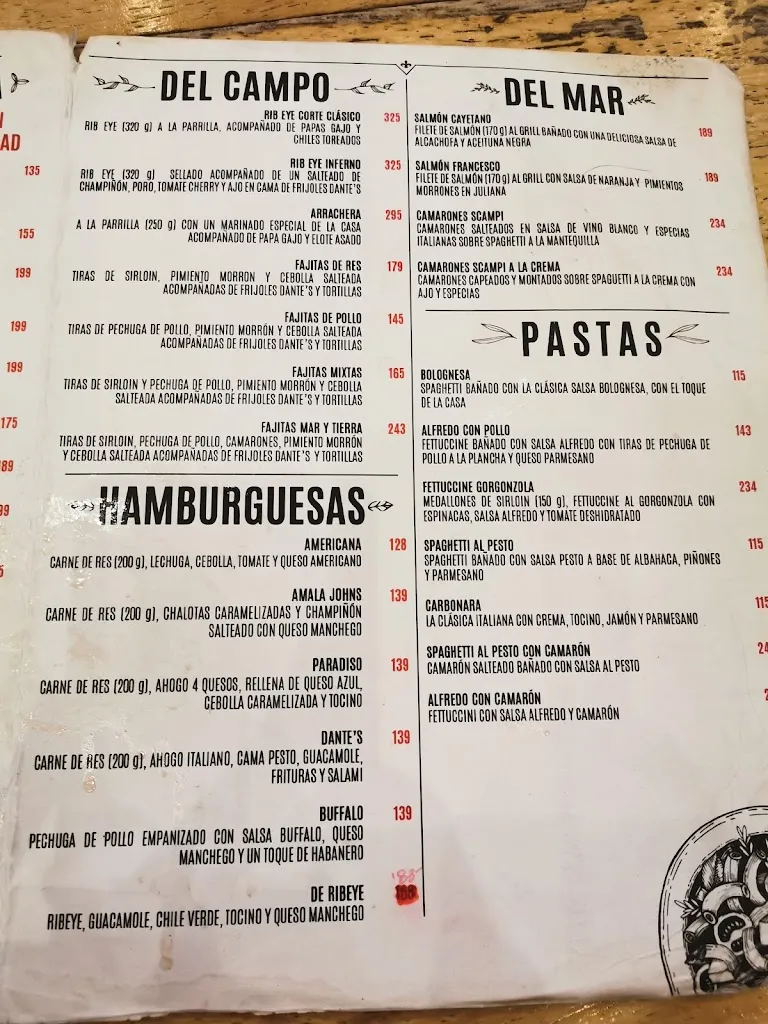 AD
135
155
199
199
199
175
89
99
DEL CAMPO
RIB EYE CORTE CLÁSICO 325
RIB EYE (320 g) A LA PARRILLA, ACOMPAÑADO DE PAPAS GAJO Y
CHILES TOREADOS
RIB EYE INFERNO 325
RIB EYE (320 g) SELLADO ACOMPAÑADO DE UN SALTEADO DE
CHAMPIÑON, PORO, TOMATE CHERRY Y AJO EN CAMA DE FRIJOLES DANTE'S
ARRACHERA 295
A LA PARRILLA (250 g) CON UN MARINADO ESPECIAL DE LA CASA
ACOMPANADO DE PAPA GAJO Y ELOTE ASADO
FAJITAS DE RES 179
TIRAS DE SIRLOIN, PIMIENTO MORRON Y CEBOLLA SALTEADA
ACOMPAÑADAS DE FRIJOLES DANTE'S Y TORTILLAS
FAJITAS DE POLLO 145
TIRAS DE PECHUGA DE POLLO, PIMIENTO MORRÓN Y CEBOLLA SALTEADA
ACOMPAÑADAS DE FRIJOLES DANTE'S Y TORTILLAS
FAJITAS MIXTAS 165
TIRAS DE SIRLOIN Y PECHUGA DE POLLO, PIMIENTO MORRÓN Y CEBOLLA
SALTEADA ACOMPAÑADAS DE FRIJOLES DANTE'S Y TORTILLAS
FAJITAS MAR Y TIERRA 243
TIRAS DE SIRLOIN, PECHUGA DE POLLO, CAMARONES, PIMIENTO MORRÓN
Y CEBOLLA SALTEADA ACOMPAÑADAS DE FRIJOLES DANTE'S Y TORTILLAS
HAMBURGUESAS
AMERICANA 128
CARNE DE RES (200 g), LECHUGA, CEBOLLA, TOMATE Y QUESO AMERICANO
AMALA JOHNS 139
CARNE DE RES (200 g), CHALOTAS CARAMELIZADAS Y CHAMPIÑÓN
SALTEADO CON QUESO MANCHEGO
PARADISO 139
CARNE DE RES (200 g), AHOGO 4 QUESOS, RELLENA DE QUESO AZUL,
CEBOLLA CARAMELIZADA Y TOCINO
DANTE'S 139
CARNE DE RES (200 g), AHOGO ITALIANO, CAMA PESTO, GUACAMOLE,
FRITURAS Y SALAMI
BUFFALO 139
PECHUGA DE POLLO EMPANIZADO CON SALSA BUFFALO, QUESO
MANCHEGO Y UN TOQUE DE HABANERO
DE RIBEYE
RIBEYE, GUACAMOLE, CHILE VERDE, TOCINO Y QUESO MANCHEGO
DEL MAR
SALMÓN CAYETANO 189
FILETE DE SALMÓN (170 g) AL GRILL BAÑADO CON UNA DELICIOSA SALSA DE
ALCACHOFA Y ACEITUNA NEGRA
SALMÓN FRANCESCO 189
FILETE DE SALMÓN (170 g) AL GRILL CON SALSA DE NARANJA Y PIMIENTOS
MORRONES EN JULIANA
CAMARONES SCAMPI 234
CAMARONES SALTEADOS EN SALSA DE VINO BLANCO Y ESPECIAS
ITALIANAS SOBRE SPAGHETTI A LA MANTEQUILLA
CAMARONES SCAMPI A LA CREMA 234
CAMARONES CAPEADOS Y MONTADOS SOBRE SPAGUETTI A LA CREMA CON
AJO Y ESPECIAS
PASTAS
BOLOGNESA 115
SPAGHETTI BAÑADO CON LA CLÁSICA SALSA BOLOGNESA, CON EL TOQUE
DE LA CASA
ALFREDO CON POLLO 143
FETTUCCINE BAÑADO CON SALSA ALFREDO CON TIRAS DE PECHUGA DE
POLLO A LA PLANCHA Y QUESO PARMESANO
FETTUCCINE GORGONZOLA 234
MEDALLONES DE SIRLOIN (150 g), FETTUCCINE AL GORGONZOLA CON
ESPINACAS, SALSA ALFREDO Y TOMATE DESHIDRATADO
SPAGHETTI AL PESTO 115
SPAGHETTI BAÑADO CON SALSA PESTO A BASE DE ALBAHACA, PIÑONES
Y PARMESANO
CARBONARA 115
LA CLÁSICA ITALIANA CON CREMA, TOCINO, JAMÓN Y PARMESANO
SPAGHETTI AL PESTO CON CAMARÓN 24
CAMARÓN SALTEADO BAÑADO CON SALSA AL PESTO
ALFREDO CON CAMARÓN 2
FETTUCCINI CON SALSA ALFREDO Y CAMARÓN